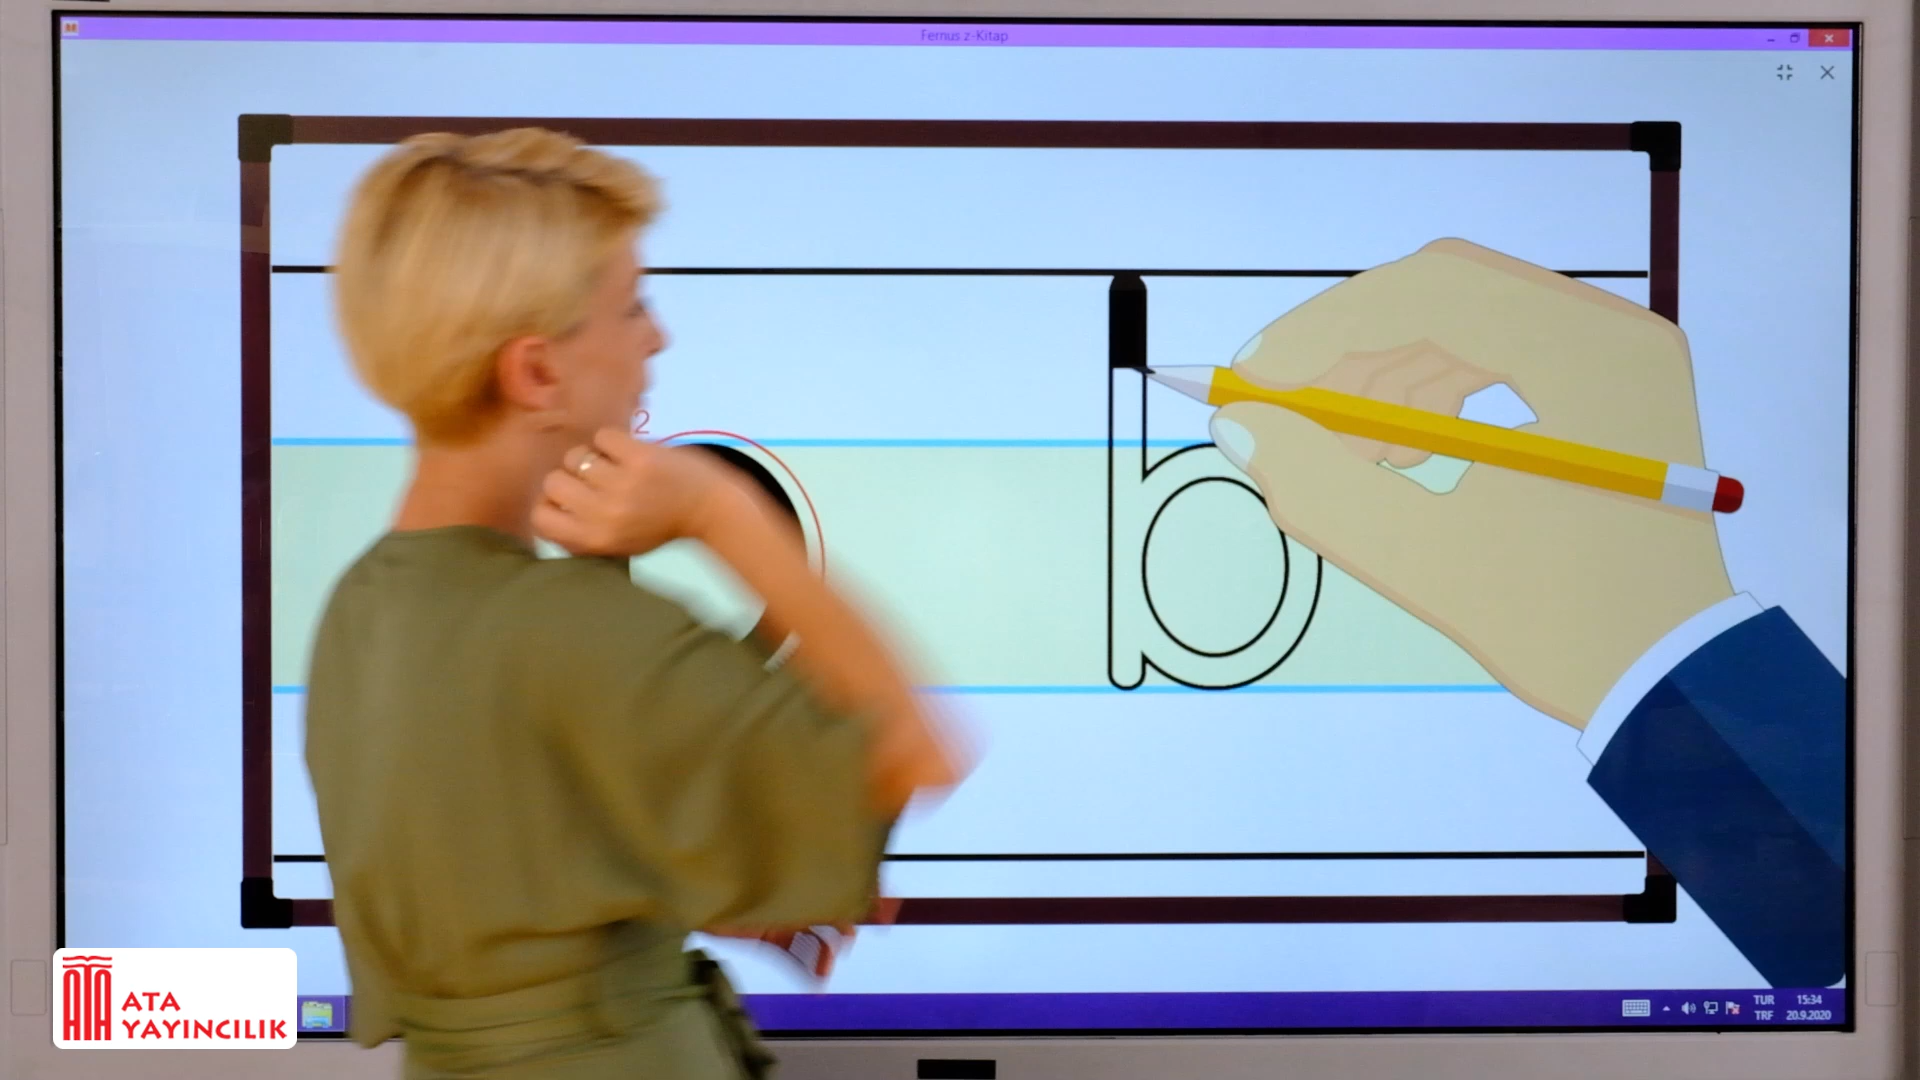 Fernus z-Kitap
2
b
ATA
YAYINCILIK
TUR
TRF
15:34
20.9.2020